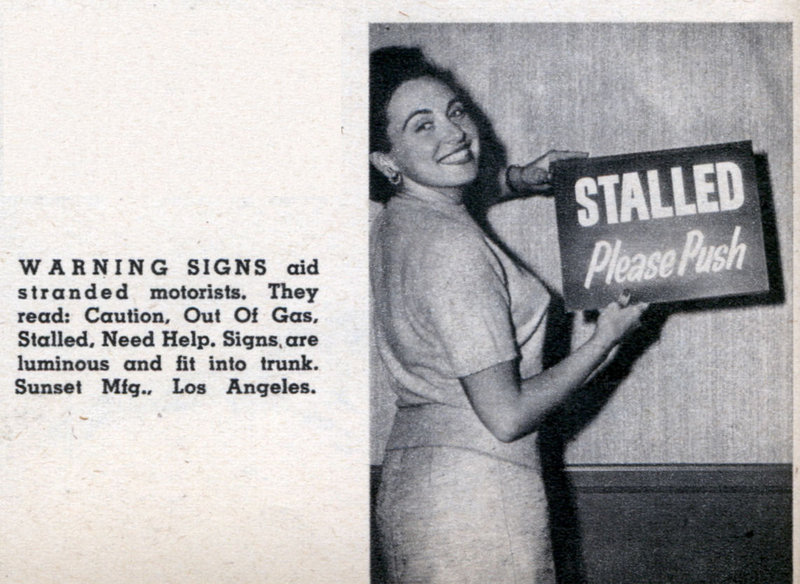 WARNING SIGNS aid
stranded motorists. They
read: Caution, Out Of Gas,
Stalled, Need Help. Signs are
luminous and fit into trunk.
Sunset Mfg., Los Angeles.
STALLED
Please Push